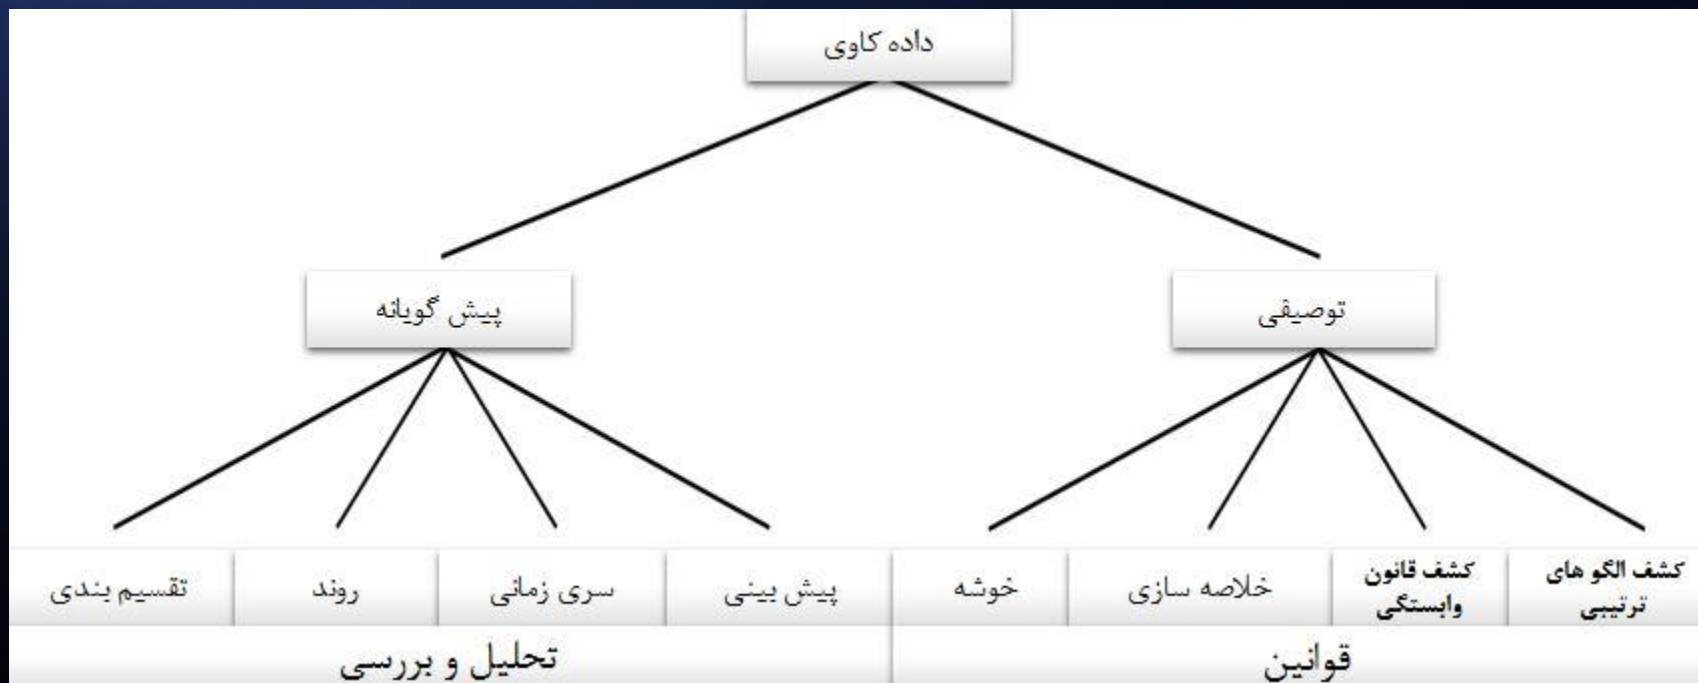 داده کاوی
توصیفی
پیش گویانه
کشف الگو های
ترتیبی
کشف قانون
وابستگی
خلاصه سازی
خوشه
پیش بینی
سری زمانی
روند
تقسیم بندی
قوانین
تحلیل و بررسی